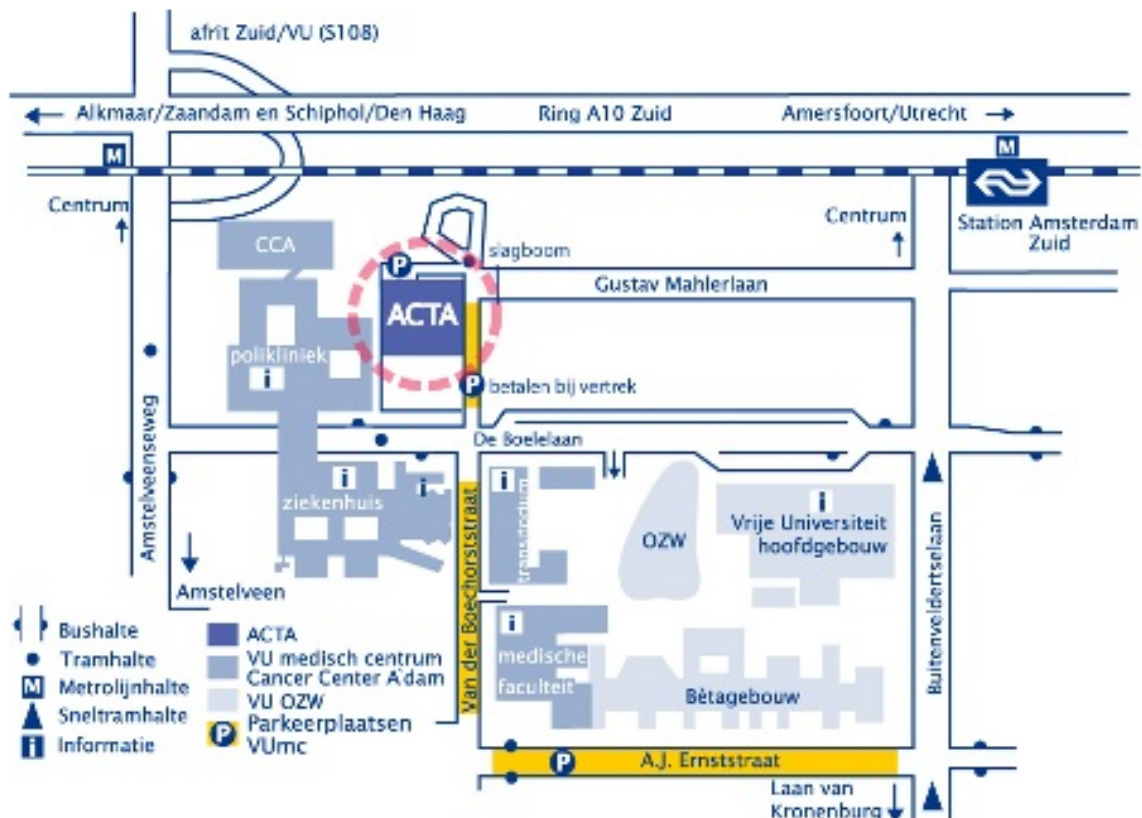 afrit Zuid/VU (S108)
Alkmaar/Zaandam en Schiphol/Den Haag
Ring A10 Zuid
Amersfoort/Utrecht
M
M
Centrum
Centrum
Station Amsterdam
Zuid
CCA
P
slagboom
Gustav Mahlerlaan
ACTA
polikliniek
i
P
betalen bij vertrek
Amstelveenseweg
De Boelelaan
i
i
i
ziekenhuis
transitorium
Van der Boechorststraat
OZW
i
Vrije Universiteit
hoofdgebouw
Buitenveldertselaan
Amstelveen
i
medische
faculteit
Bètagebouw
P
A.J. Ernststraat
Laan van
Kronenburg
Bushalte
Tramhalte
M Metrolijnhalte
Sneltramhalte
i Informatie
ACTA
VU medisch centrum
Cancer Center A'dam
VU OZW
P Parkeerplaatsen
VUmc